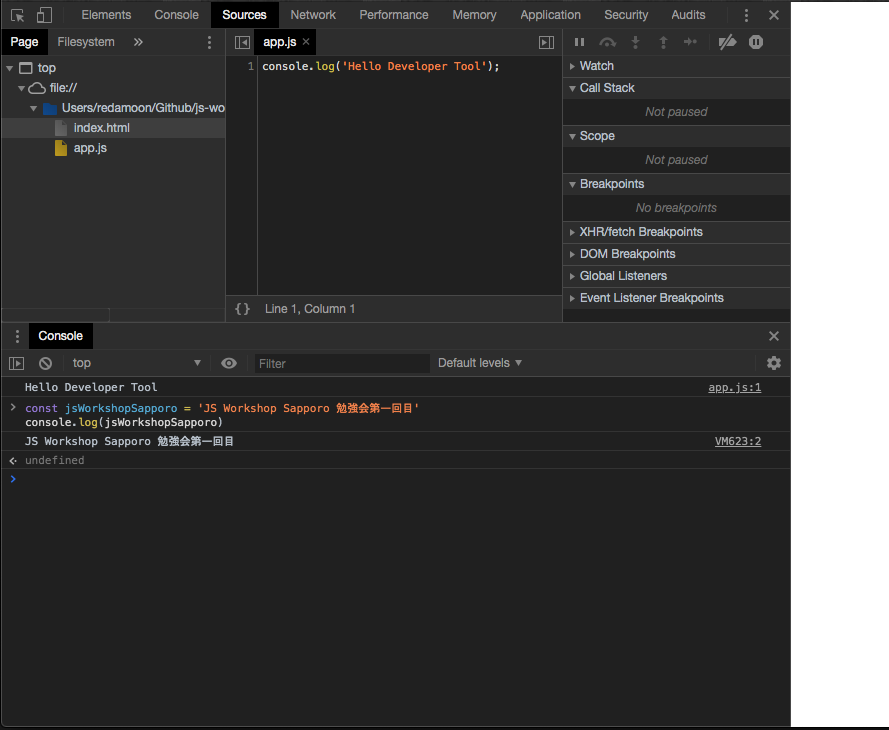 Elements Console Sources Network Performance Memory Application Security Audits
Page Filesystem »
app.js
top
file://
Users/redamoon/Github/js-wo
index.html
app.js
1 console.log('Hello Developer Tool');
{} Line 1, Column 1
Watch
Call Stack
Not paused
Scope
Not paused
Breakpoints
No breakpoints
XHR/fetch Breakpoints
DOM Breakpoints
Global Listeners
Event Listener Breakpoints
Console
top Filter Default levels
Hello Developer Tool app.js:1
const jsWorkshopSapporo = 'JS Workshop Sapporo 勉強会第一回目'
console.log(jsWorkshopSapporo)
JS Workshop Sapporo 勉強会第一回目 VM623:2
undefined